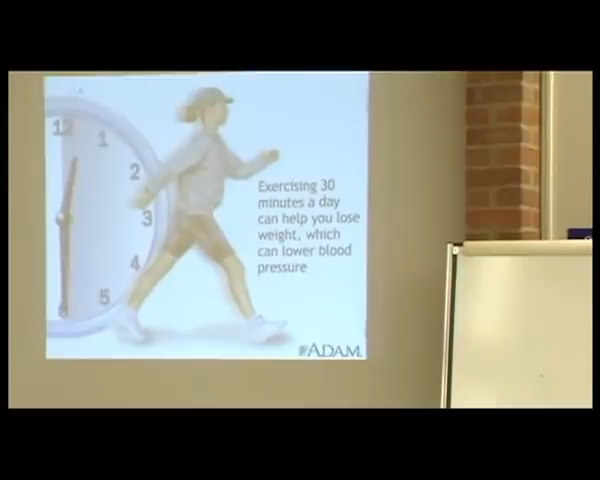 12
1
2
3
4
5
Exercising 30
minutes a day
can help you lose
weight, which
can lower blood
pressure
ADAM.